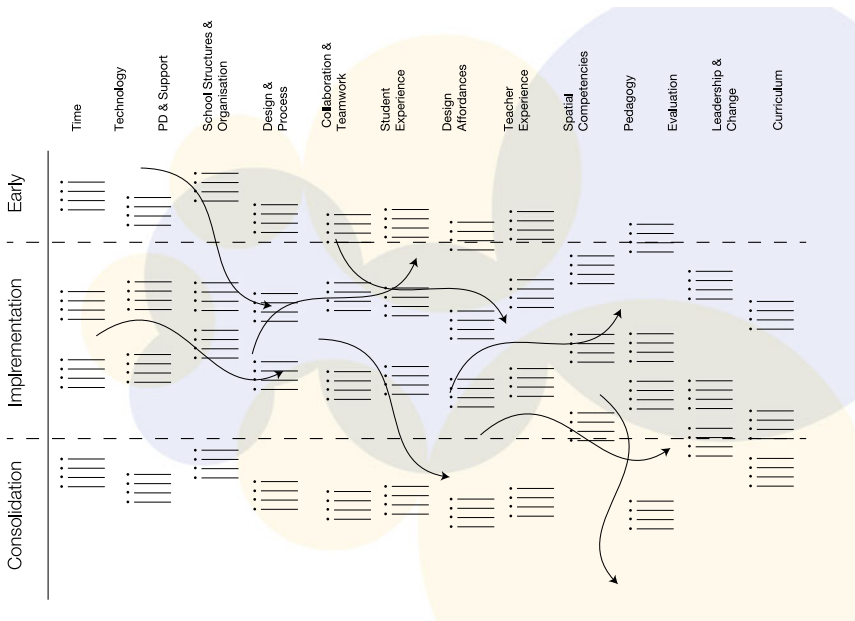 Time
Technology
PD & Support
School Structures &
Organisation
Design &
Process
Collaboration &
Teamwork
Student
Experience
Design
Affordances
Teacher
Experience
Spatial
Competencies
Pedagogy
Evaluation
Leadership &
Change
Curriculum
Early
Implrementation
Consolidation